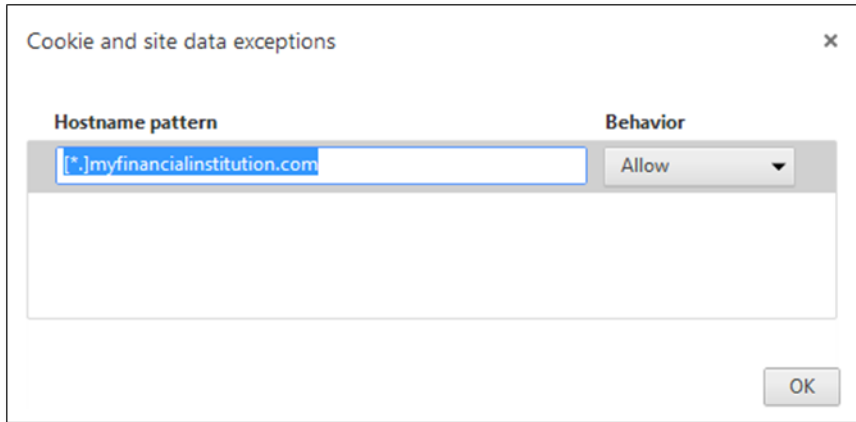 Cookie and site data exceptions ×
Hostname pattern Behavior
[*.]myfinancialinstitution.com Allow
OK